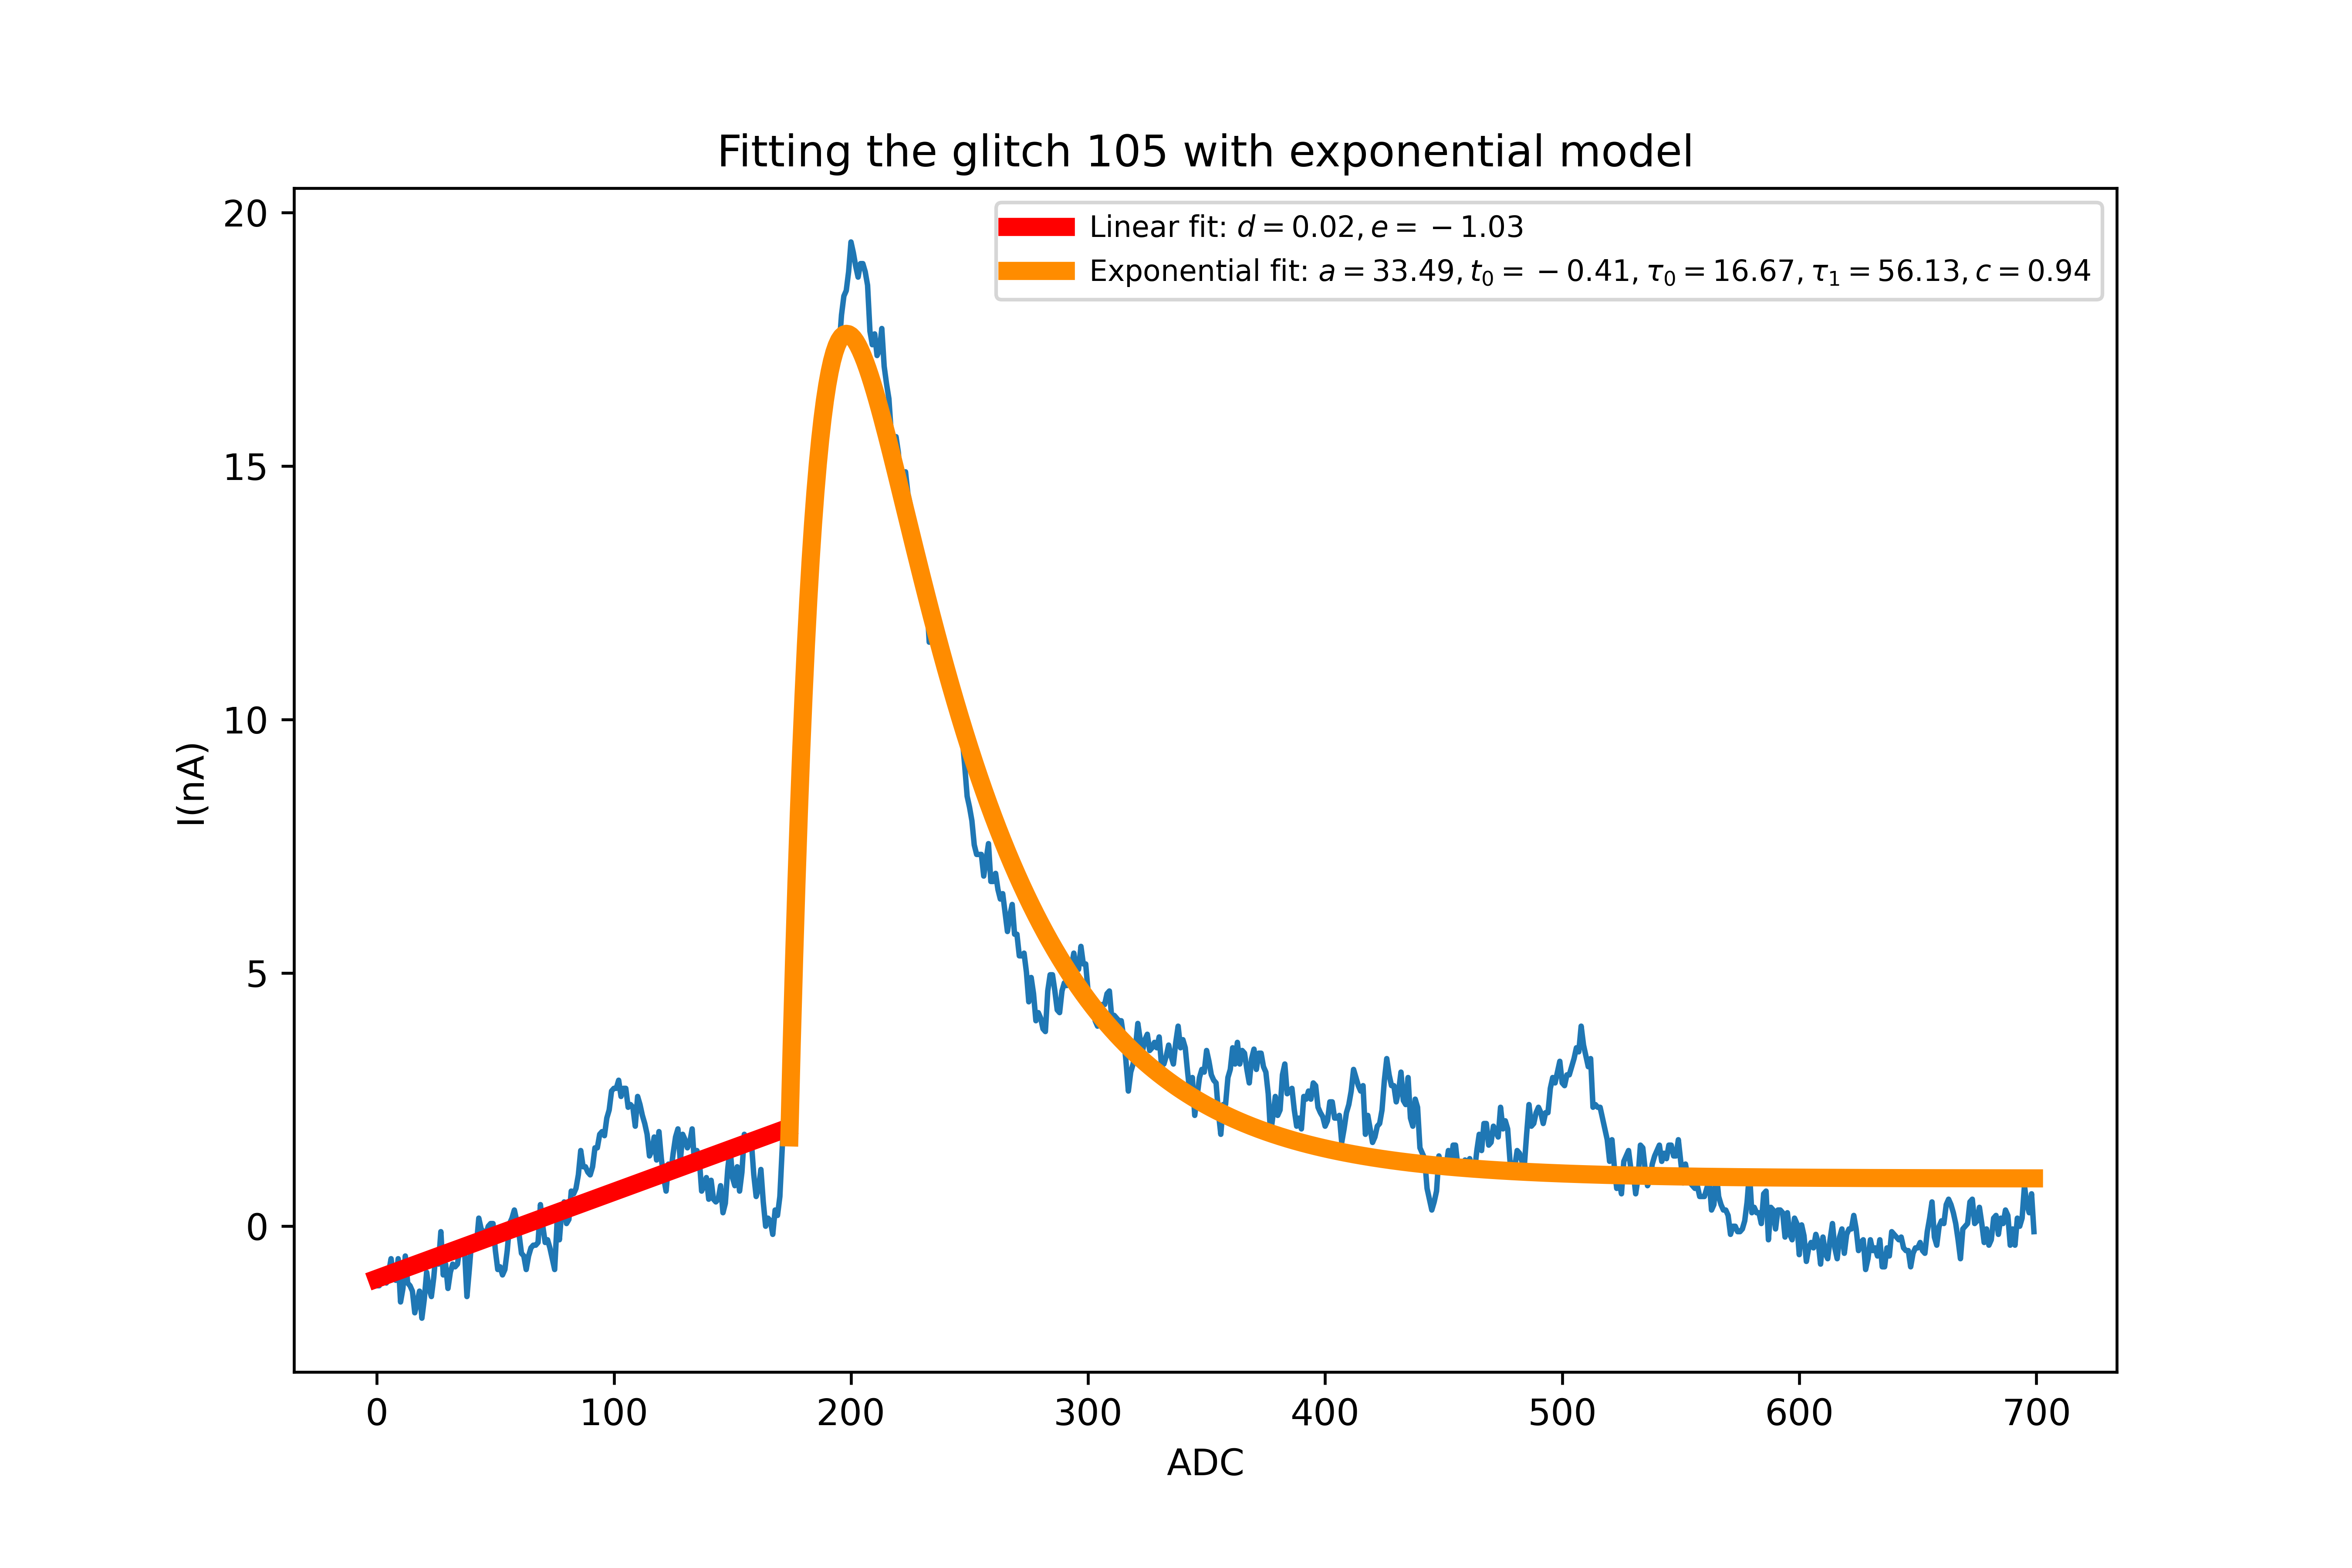 Fitting the glitch 105 with exponential model
Linear fit: d = 0.02, e = −1.03
Exponential fit: a = 33.49, t₀ = −0.41, τ₀ = 16.67, τ₁ = 56.13, c = 0.94
20
15
10
5
0
I(nA)
0 100 200 300 400 500 600 700
ADC